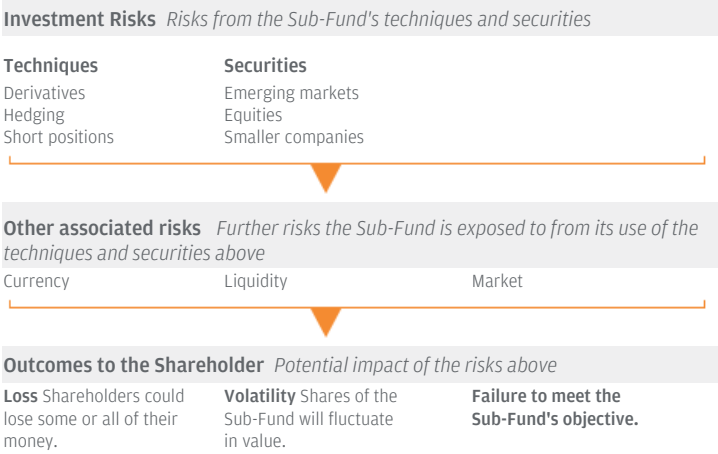 Investment Risks Risks from the Sub-Fund's techniques and securities
Techniques
Derivatives
Hedging
Short positions
Securities
Emerging markets
Equities
Smaller companies
Other associated risks Further risks the Sub-Fund is exposed to from its use of the
techniques and securities above
Currency
Liquidity
Market
Outcomes to the Shareholder Potential impact of the risks above
Loss Shareholders could
lose some or all of their
money.
Volatility Shares of the
Sub-Fund will fluctuate
in value.
Failure to meet the
Sub-Fund's objective.